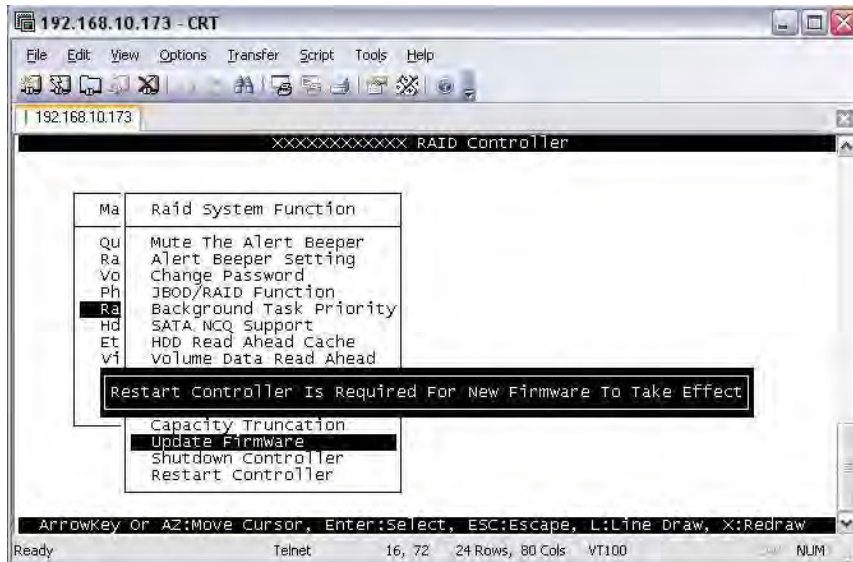 192.168.10.173 - CRT
File Edit View Options Transfer Script Tools Help
192.168.10.173
XXXXXXXXXXXX RAID Controller
Ma
Raid System Function
Qu
Mute The Alert Beeper
Ra
Alert Beeper Setting
Vo
Change Password
Ph
JBOD/RAID Function
Ra
Background Task Priority
Hd
SATA NCQ Support
Et
HDD Read Ahead Cache
Vi
Volume Data Read Ahead
Restart Controller Is Required For New Firmware To Take Effect
Capacity Truncation
Update Firmware
Shutdown Controller
Restart Controller
ArrowKey Or AZ:Move Cursor, Enter:Select, ESC:Escape, L:Line Draw, X:Redraw
Ready Telnet 16, 72 24 Rows, 80 Cols VT100 NUM